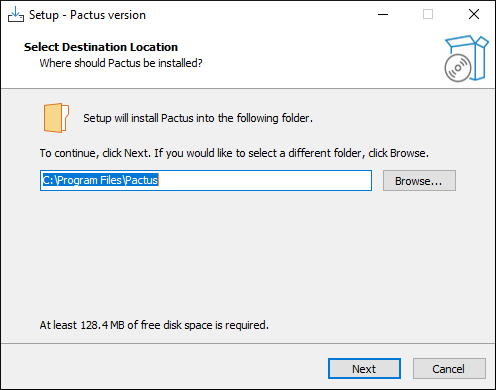 Setup - Pactus version
Select Destination Location
Where should Pactus be installed?
Setup will install Pactus into the following folder.
To continue, click Next. If you would like to select a different folder, click Browse.
C:\Program Files\Pactus
Browse...
At least 128.4 MB of free disk space is required.
Next
Cancel